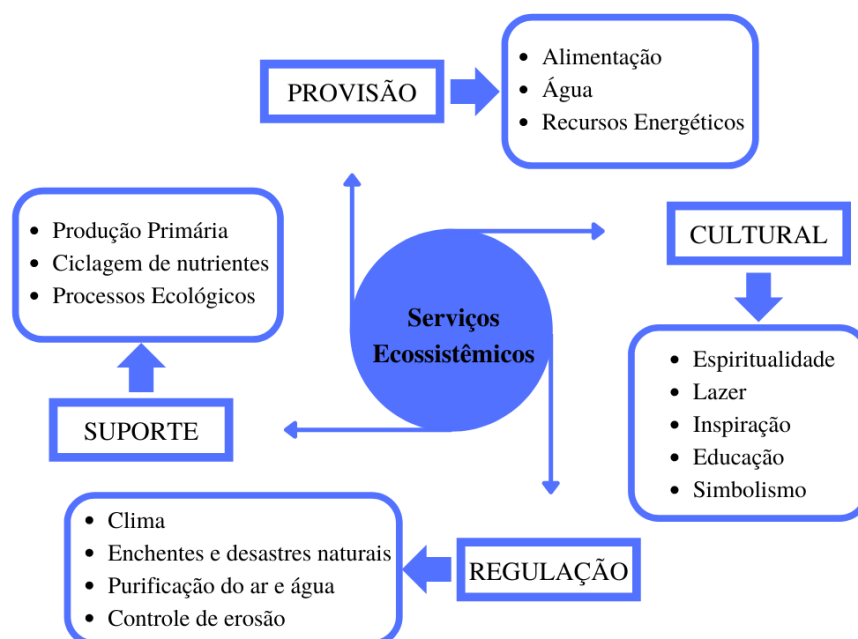 PROVISÃO
• Alimentação
• Água
• Recursos Energéticos
CULTURAL
• Espiritualidade
• Lazer
• Inspiração
• Educação
• Simbolismo
Serviços
Ecossistêmicos
• Produção Primária
• Ciclagem de nutrientes
• Processos Ecológicos
SUPORTE
REGULAÇÃO
• Clima
• Enchentes e desastres naturais
• Purificação do ar e água
• Controle de erosão